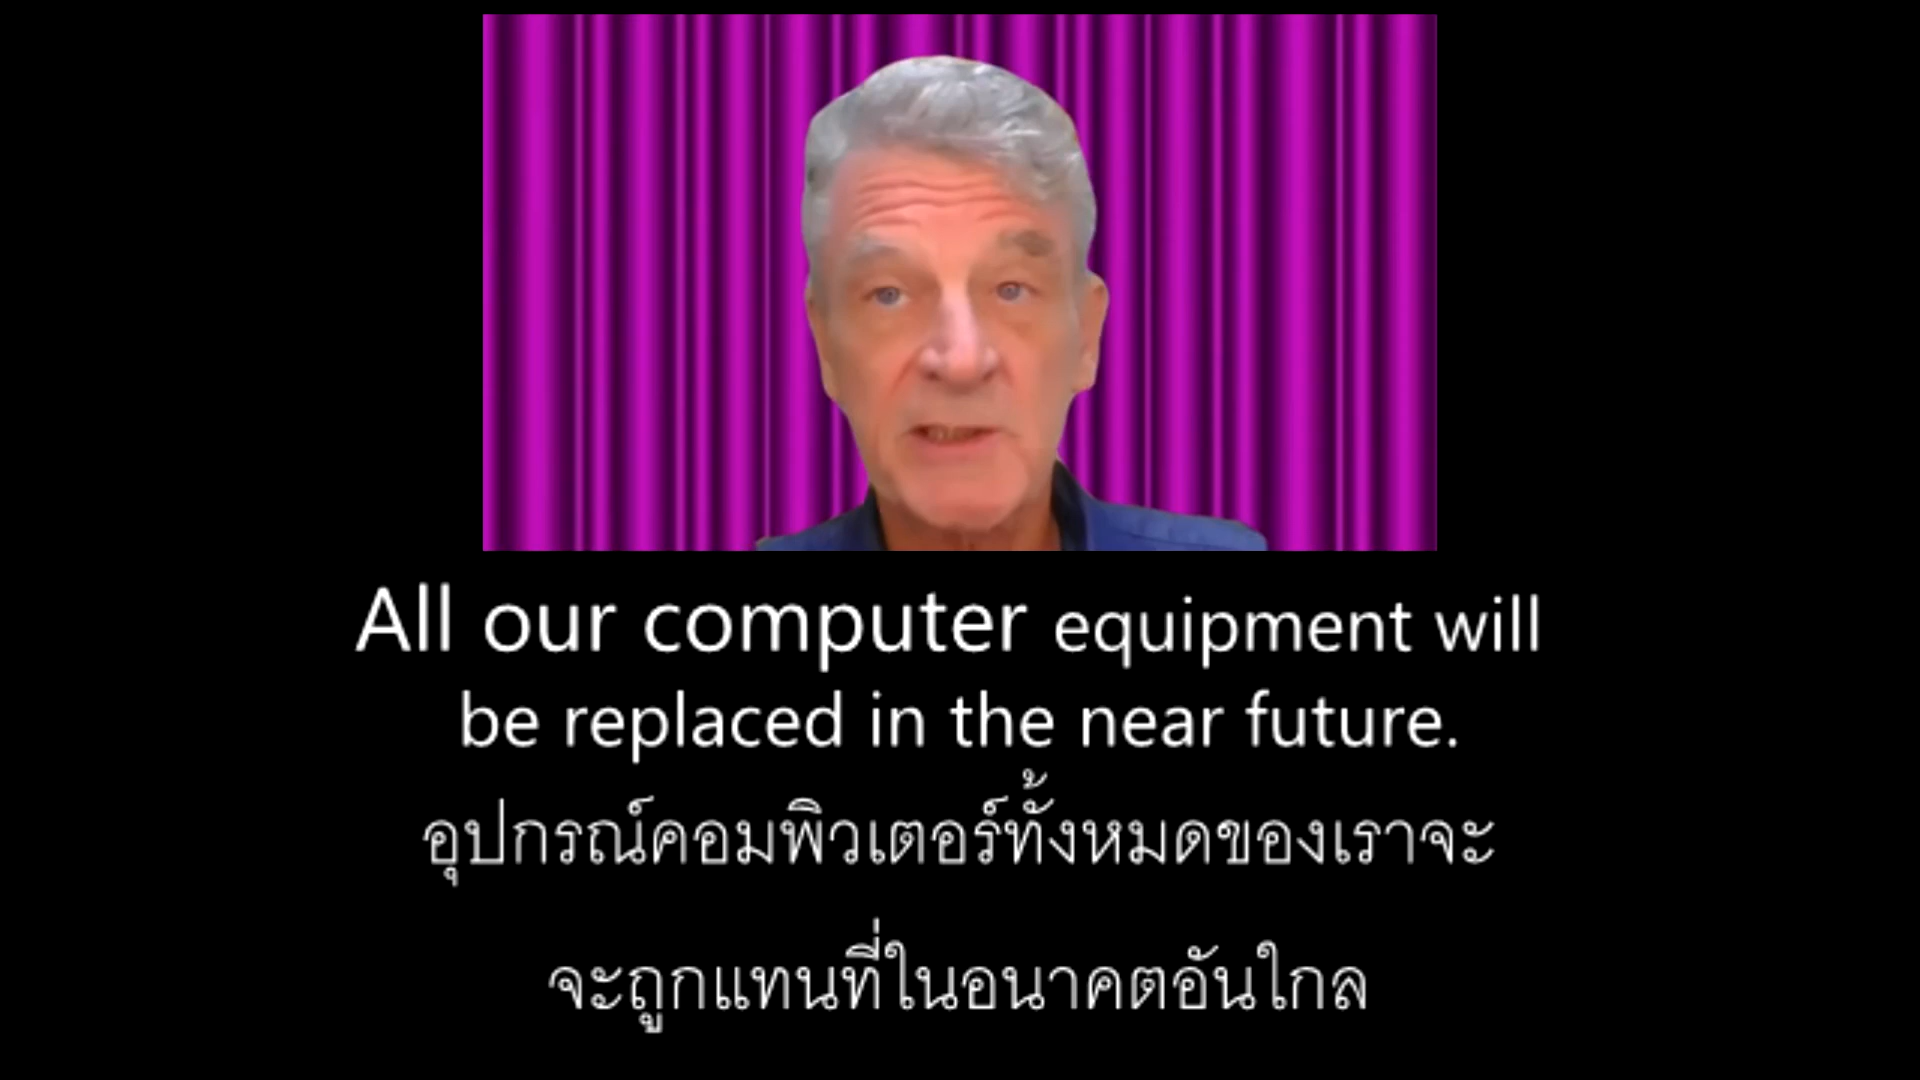 All our computer equipment will
be replaced in the near future.
อุปกรณ์คอมพิวเตอร์ทั้งหมดของเราจะ
จะถูกแทนที่ในอนาคตอันใกล